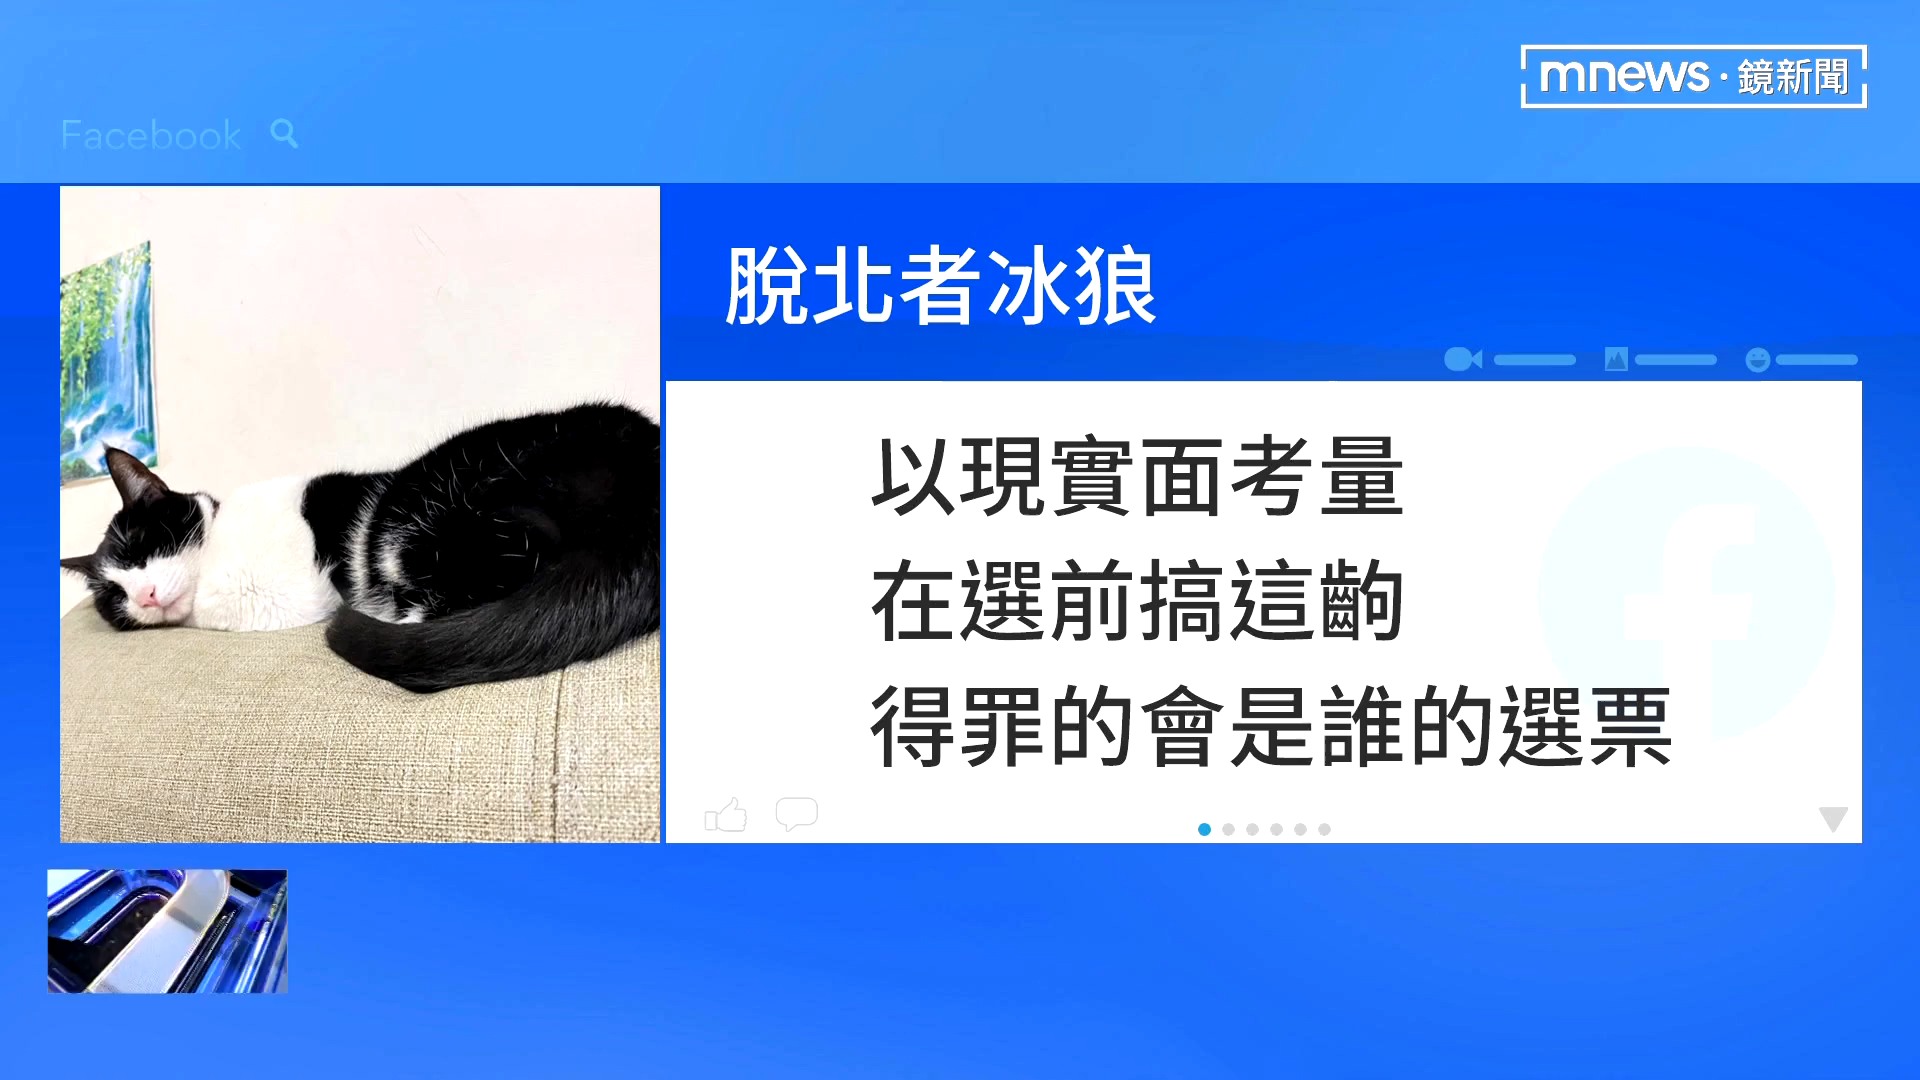 mnews·鏡新聞
Facebook
脫北者冰狼
以現實面考量
在選前搞這齣
得罪的會是誰的選票